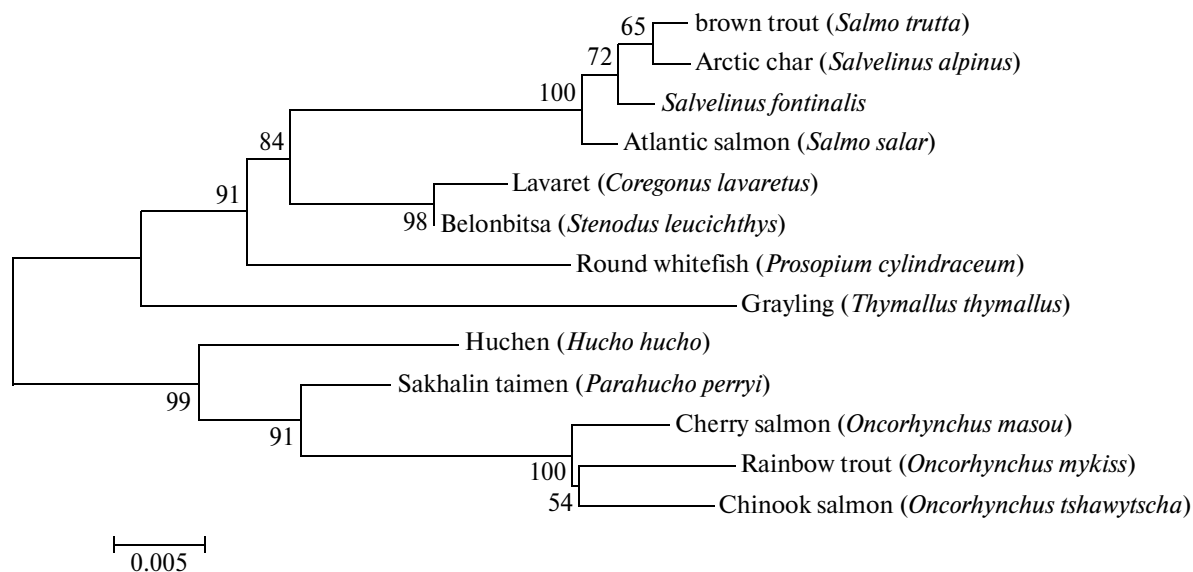 65
brown trout (Salmo trutta)
72
Arctic char (Salvelinus alpinus)
100
Salvelinus fontinalis
84
Atlantic salmon (Salmo salar)
91
Lavaret (Coregonus lavaretus)
98
Belonbitsa (Stenodus leucichthys)
Round whitefish (Prosopium cylindraceum)
Grayling (Thymallus thymallus)
Huchen (Hucho hucho)
99
Sakhalin taimen (Parahucho perryi)
91
Cherry salmon (Oncorhynchus masou)
100
Rainbow trout (Oncorhynchus mykiss)
54
Chinook salmon (Oncorhynchus tshawytscha)
0.005